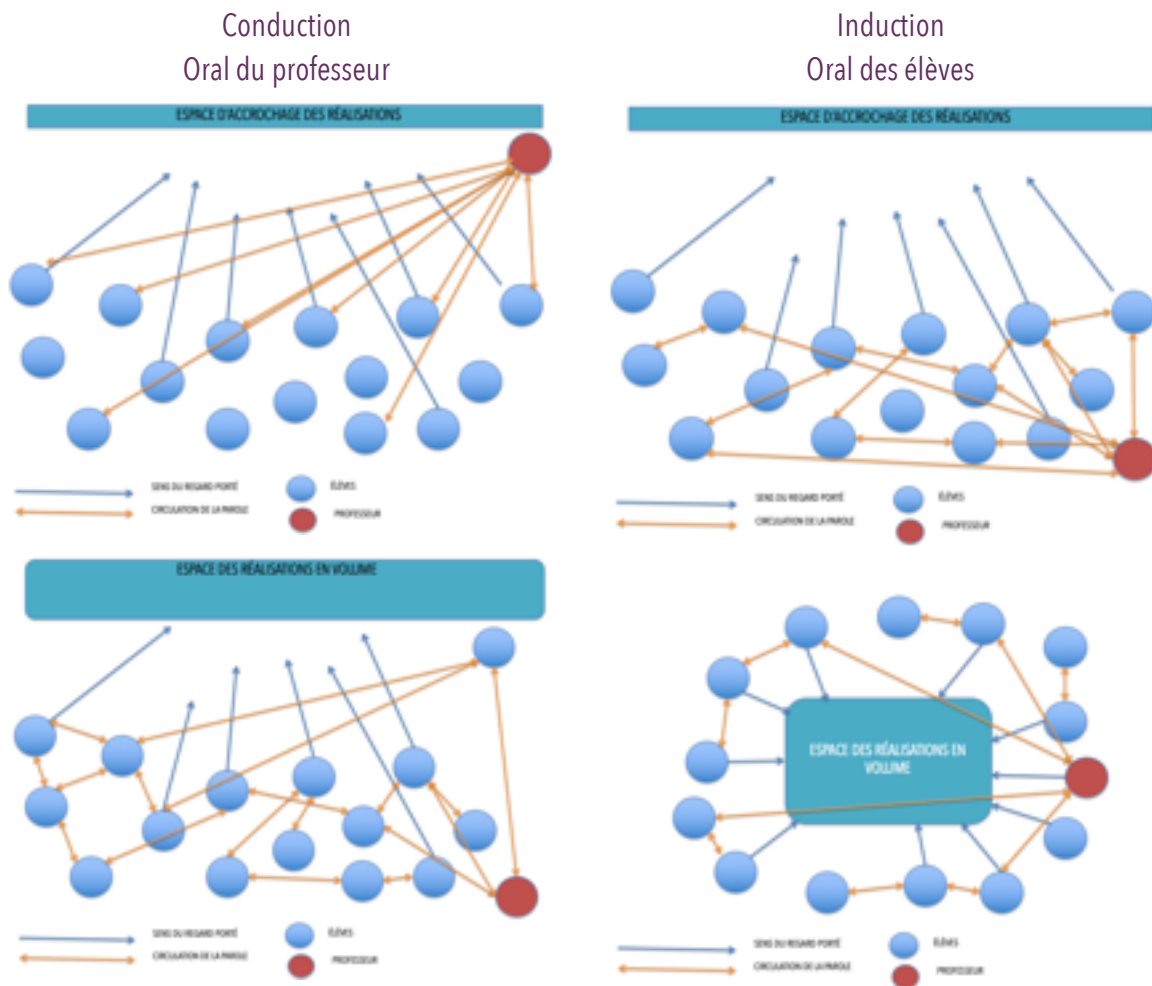 Conduction
Oral du professeur
ESPACE D'ACCROCHAGE DES RÉALISATIONS
SENS DU REGARD PORTÉ
ÉLÈVES
CIRCULATION DE LA PAROLE
PROFESSEUR
Induction
Oral des élèves
ESPACE D'ACCROCHAGE DES RÉALISATIONS
SENS DU REGARD PORTÉ
ÉLÈVES
CIRCULATION DE LA PAROLE
PROFESSEUR
ESPACE DES RÉALISATIONS EN VOLUME
SENS DU REGARD PORTÉ
ÉLÈVES
CIRCULATION DE LA PAROLE
PROFESSEUR
ESPACE DES RÉALISATIONS EN
VOLUME
SENS DU REGARD PORTÉ
ÉLÈVES
CIRCULATION DE LA PAROLE
PROFESSEUR